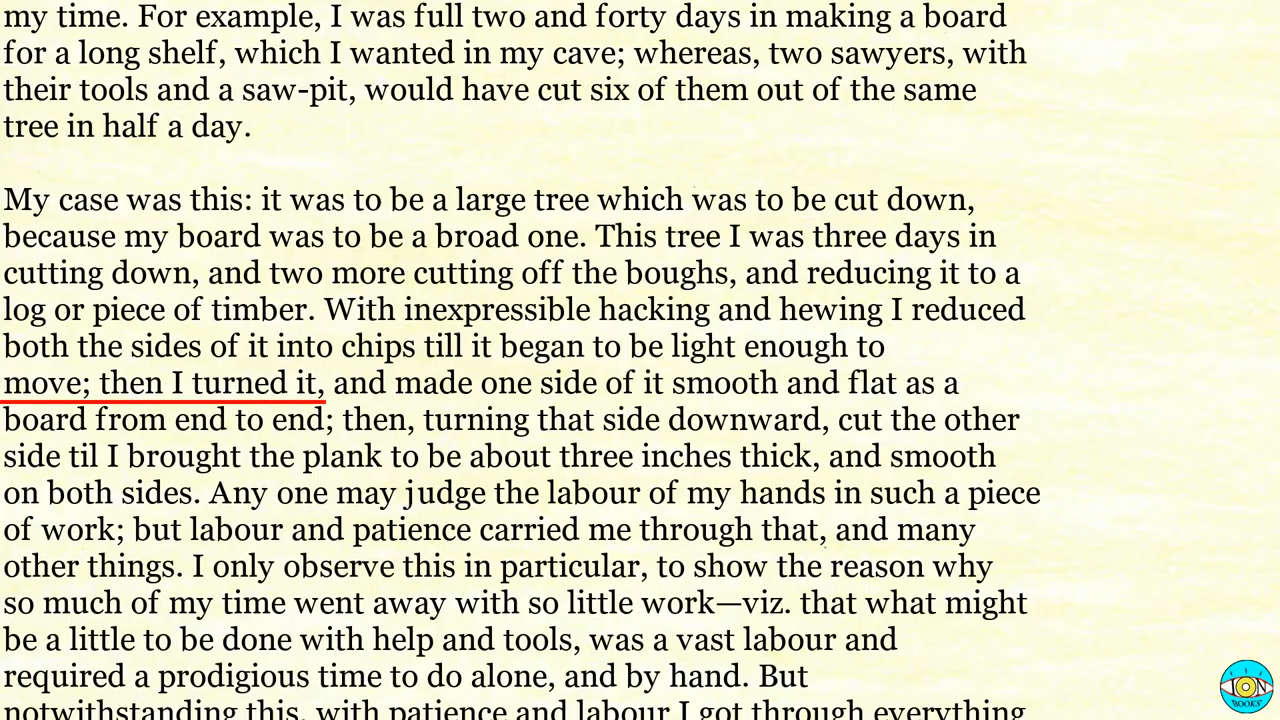 my time. For example, I was full two and forty days in making a board
for a long shelf, which I wanted in my cave; whereas, two sawyers, with
their tools and a saw-pit, would have cut six of them out of the same
tree in half a day.
My case was this: it was to be a large tree which was to be cut down,
because my board was to be a broad one. This tree I was three days in
cutting down, and two more cutting off the boughs, and reducing it to a
log or piece of timber. With inexpressible hacking and hewing I reduced
both the sides of it into chips till it began to be light enough to
move; then I turned it, and made one side of it smooth and flat as a
board from end to end; then, turning that side downward, cut the other
side til I brought the plank to be about three inches thick, and smooth
on both sides. Any one may judge the labour of my hands in such a piece
of work; but labour and patience carried me through that, and many
other things. I only observe this in particular, to show the reason why
so much of my time went away with so little work—viz. that what might
be a little to be done with help and tools, was a vast labour and
required a prodigious time to do alone, and by hand. But
notwithstanding this, with patience and labour I got through everything
ION
BOOKS